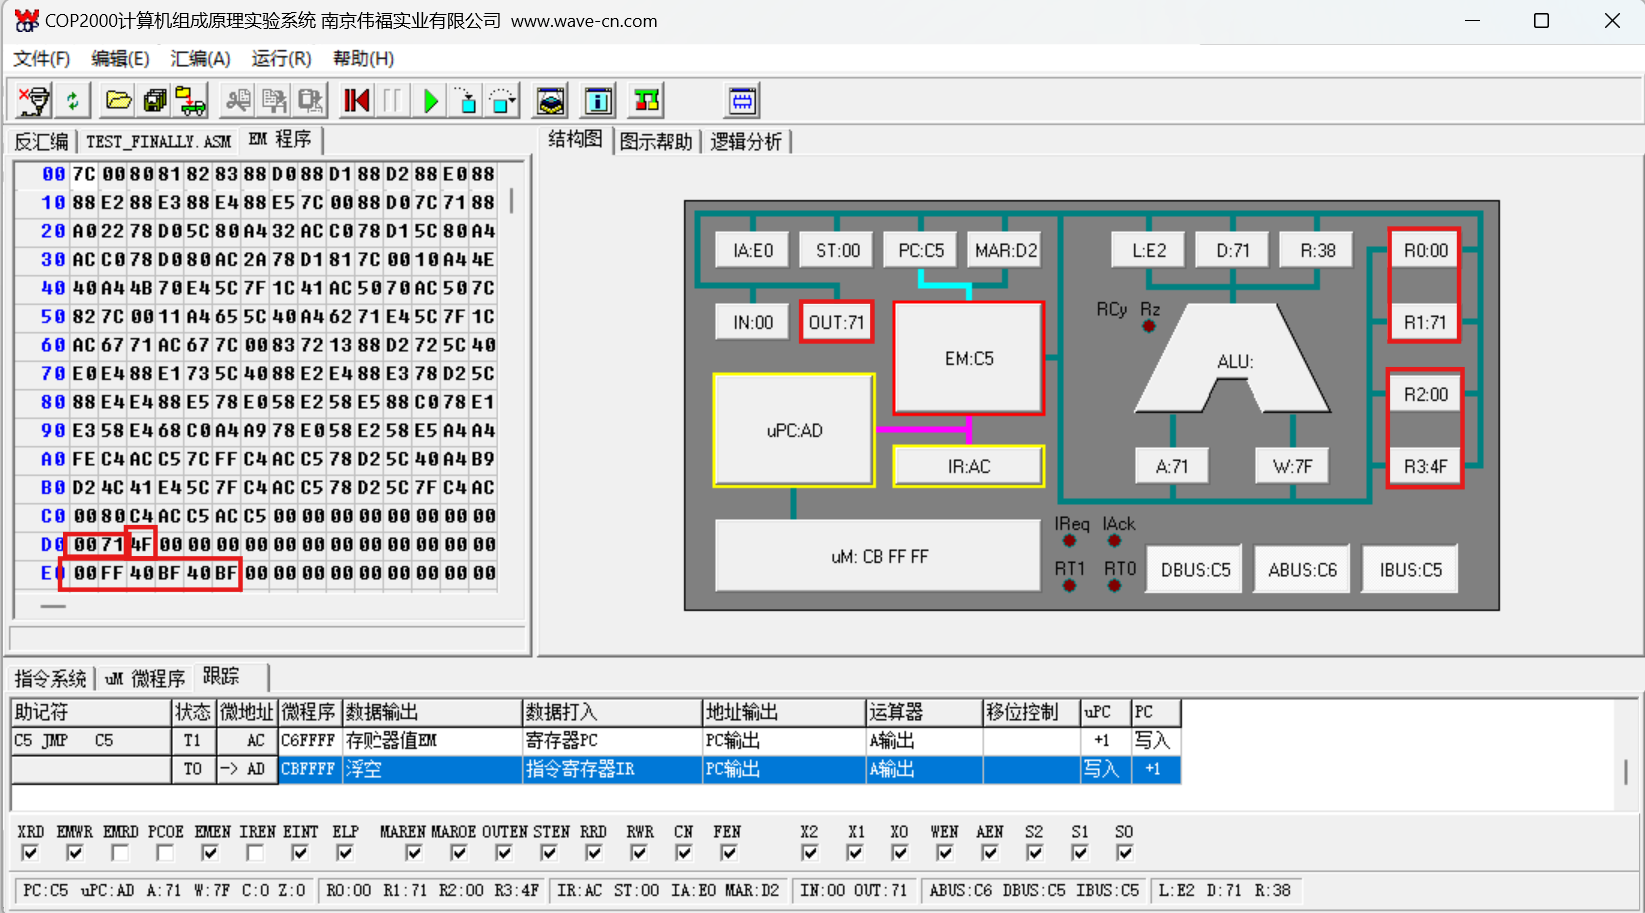 COP2000计算机组成原理实验系统 南京伟福实业有限公司 www.wave-cn.com
文件(F) 编辑(E) 汇编(A) 运行(R) 帮助(H)
反汇编 TEST_FINALLY.ASM EM 程序
结构图 图示帮助 逻辑分析
00 7C 00 80 81 82 83 88 D0 88 D1 88 D2 88 E0 88
10 88 E2 88 E3 88 E4 88 E5 7C 00 88 D0 7C 71 88
20 A0 22 78 D0 5C 80 A4 32 AC C0 78 D1 5C 80 A4
30 AC C0 78 D0 80 AC 2A 78 D1 81 7C 00 10 A4 4E
40 40 A4 4B 70 E4 5C 7F 1C 41 AC 50 70 AC 50 7C
50 82 7C 00 11 A4 65 5C 40 A4 62 71 E4 5C 7F 1C
60 AC 67 71 AC 67 7C 00 83 72 13 88 D2 72 5C 40
70 E0 E4 88 E1 73 5C 40 88 E2 E4 88 E3 78 D2 5C
80 88 E4 E4 88 E5 78 E0 58 E2 58 E5 88 C0 78 E1
90 E3 58 E4 68 C0 A4 A9 78 E0 58 E2 58 E5 A4 A4
A0 FE C4 AC C5 7C FF C4 AC C5 78 D2 5C 40 A4 B9
B0 D2 4C 41 E4 5C 7F C4 AC C5 78 D2 5C 7F C4 AC
C0 00 80 C4 AC C5 AC C5 00 00 00 00 00 00 00 00
D0 00 71 4F 00 00 00 00 00 00 00 00 00 00 00 00
E0 00 FF 40 BF 40 BF 00 00 00 00 00 00 00 00 00
IA:E0 ST:00 PC:C5 MAR:D2 L:E2 D:71 R:38 R0:00
RCy Rz
IN:00 OUT:71 R1:71
EM:C5 ALU:
R2:00
uPC:AD
IR:AC A:71 W:7F R3:4F
IReq IAck
uM: CB FF FF
RT1 RT0 DBUS:C5 ABUS:C6 IBUS:C5
指令系统 uM 微程序 跟踪
助记符 状态 微地址 微程序 数据输出 数据打入 地址输出 运算器 移位控制 uPC PC
C5 JMP C5 T1 AC C6FFFF 存贮器值EM 寄存器PC PC输出 A输出 +1 写入
T0 -> AD CBFFFF 浮空 指令寄存器IR PC输出 A输出 写入 +1
XRD EMWR EMRD PCOE EMEN IREN EINT ELP MAREN MAROE OUTEN STEN RRD RWR CN FEN X2 X1 X0 WEN AEN S2 S1 S0
PC:C5 uPC:AD A:71 W:7F C:0 Z:0 R0:00 R1:71 R2:00 R3:4F IR:AC ST:00 IA:E0 MAR:D2 IN:00 OUT:71 ABUS:C6 DBUS:C5 IBUS:C5 L:E2 D:71 R:38